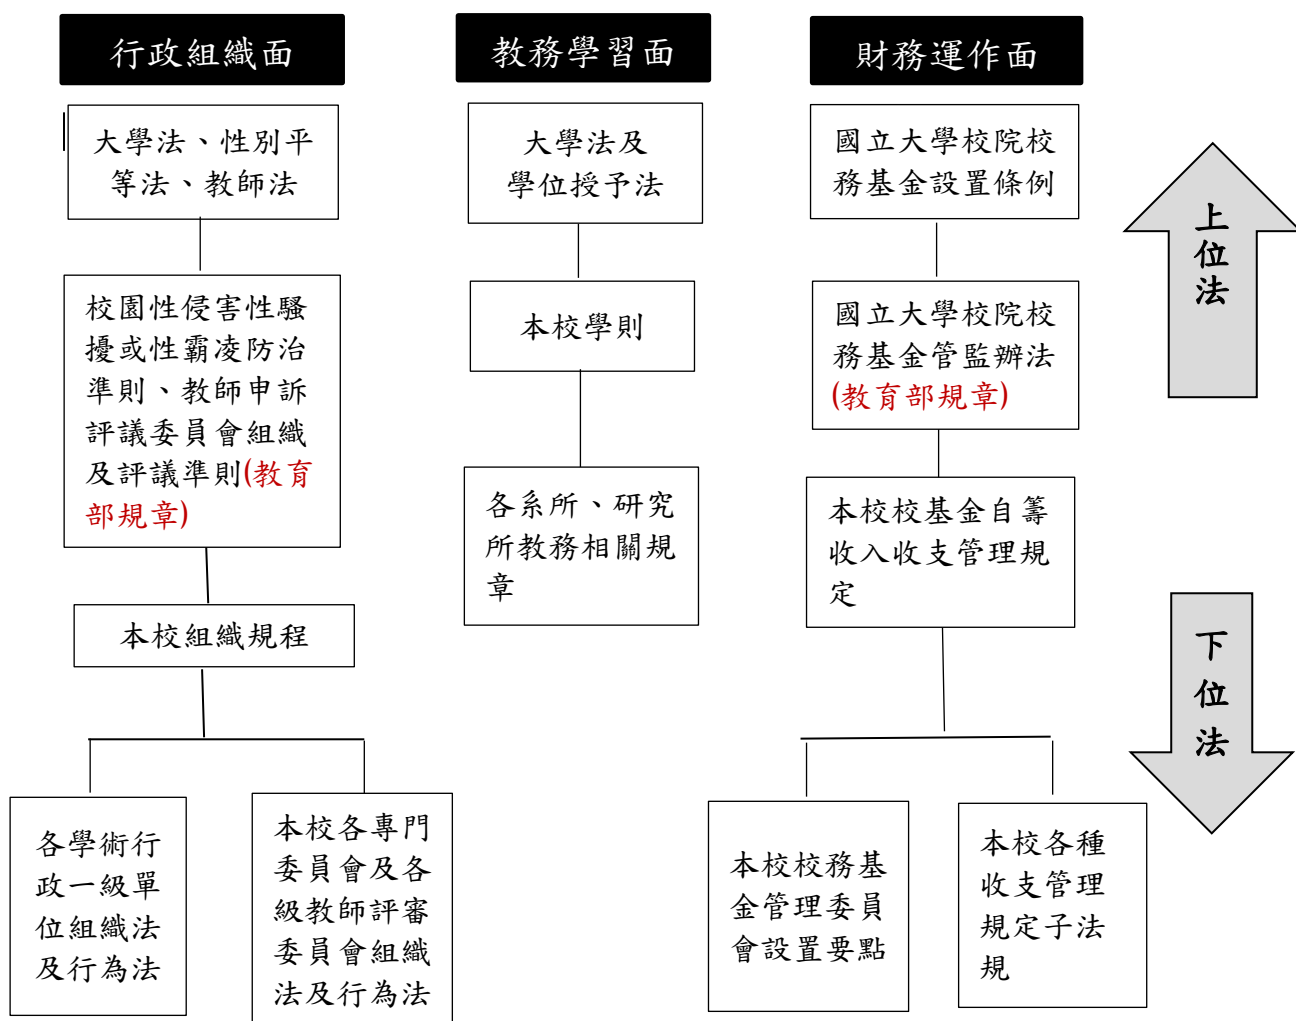 行政組織面
大學法、性別平
等法、教師法
校園性侵害性騷
擾或性霸凌防治
準則、教師申訴
評議委員會組織
及評議準則(教育
部規章)
本校組織規程
各學術行
政一級單
位組織法
及行為法
本校各專門
委員會及各
級教師評審
委員會組織
法及行為法
教務學習面
大學法及
學位授予法
本校學則
各系所、研究
所教務相關規
章
財務運作面
國立大學校院校
務基金設置條例
國立大學校院校
務基金管監辦法
(教育部規章)
本校校基金自籌
收入收支管理規
定
本校校務基
金管理委員
會設置要點
本校各種
收支管理
規定子法
規
上位法
下位法